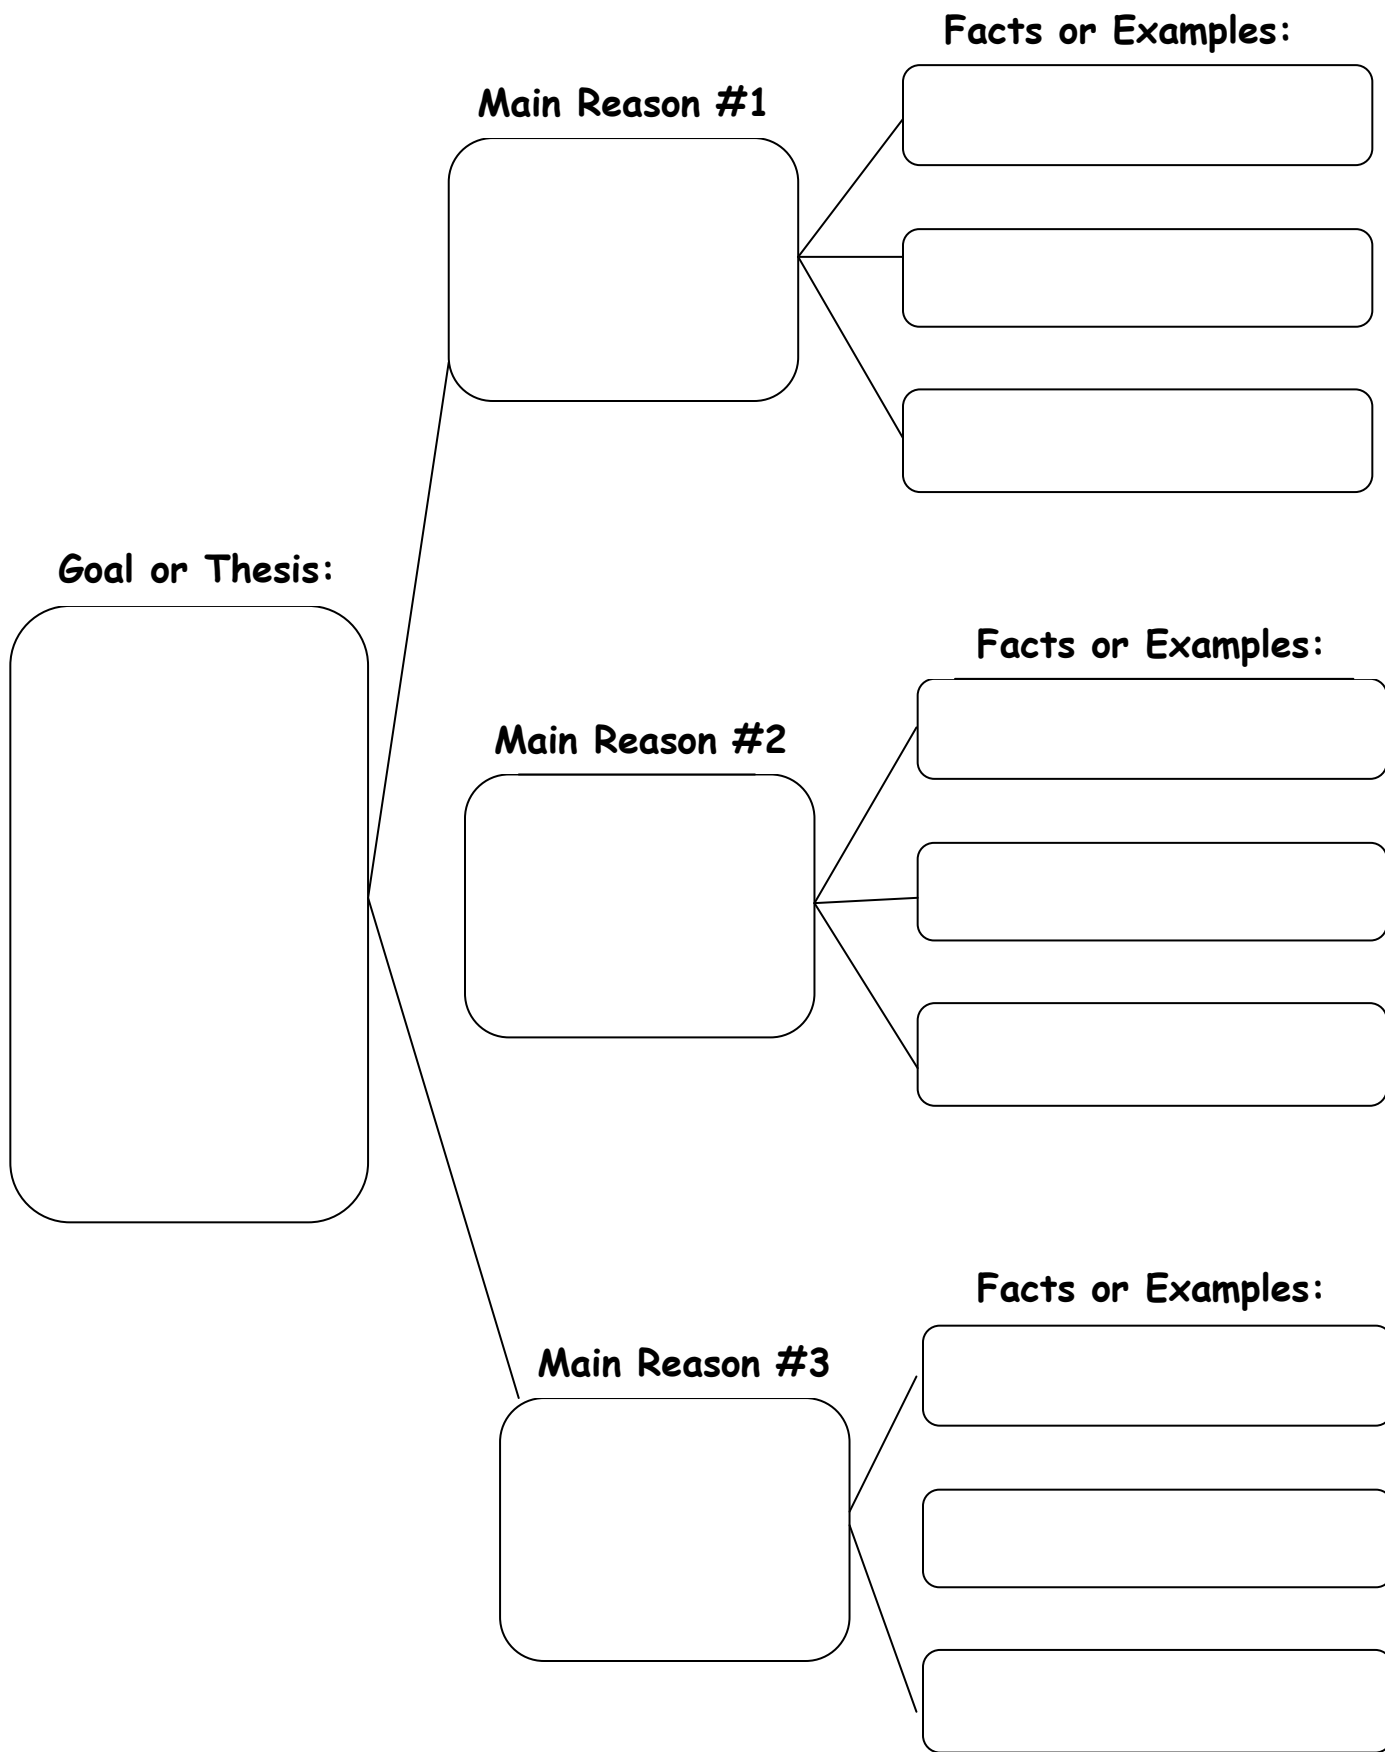 Facts or Examples:
Main Reason #1
Goal or Thesis:
Facts or Examples:
Main Reason #2
Facts or Examples:
Main Reason #3